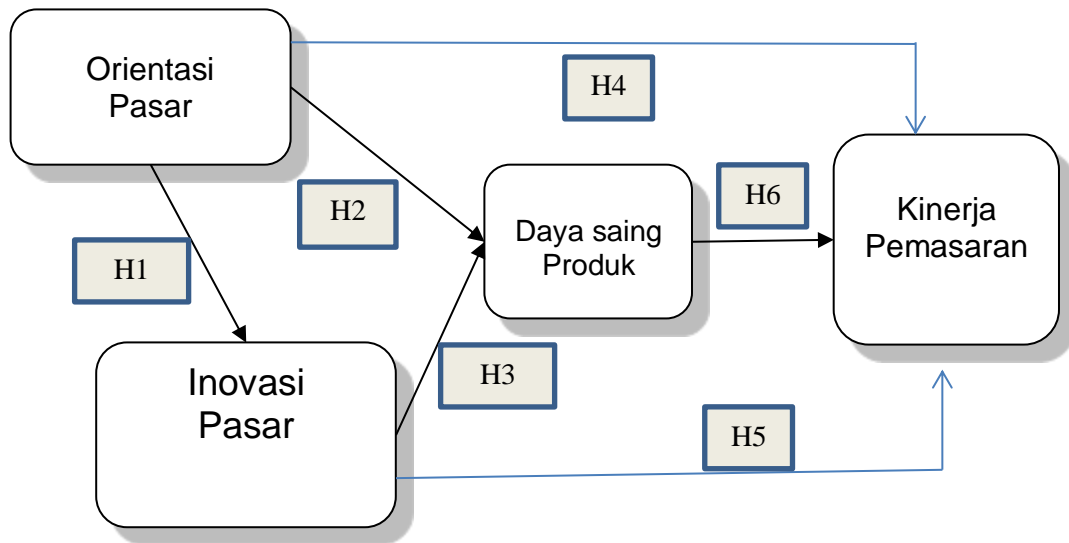 Orientasi
Pasar
H4
H2
H6
Daya saing
Produk
Kinerja
Pemasaran
H1
H3
Inovasi
Pasar
H5